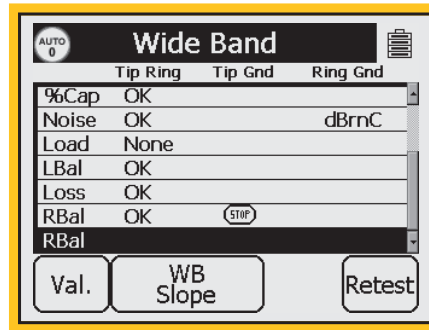 AUTO
0
Wide Band
Tip Ring Tip Gnd Ring Gnd
%Cap OK
Noise OK dBrnC
Load None
LBal OK
Loss OK
RBal OK STOP
RBal
Val. WB Slope Retest